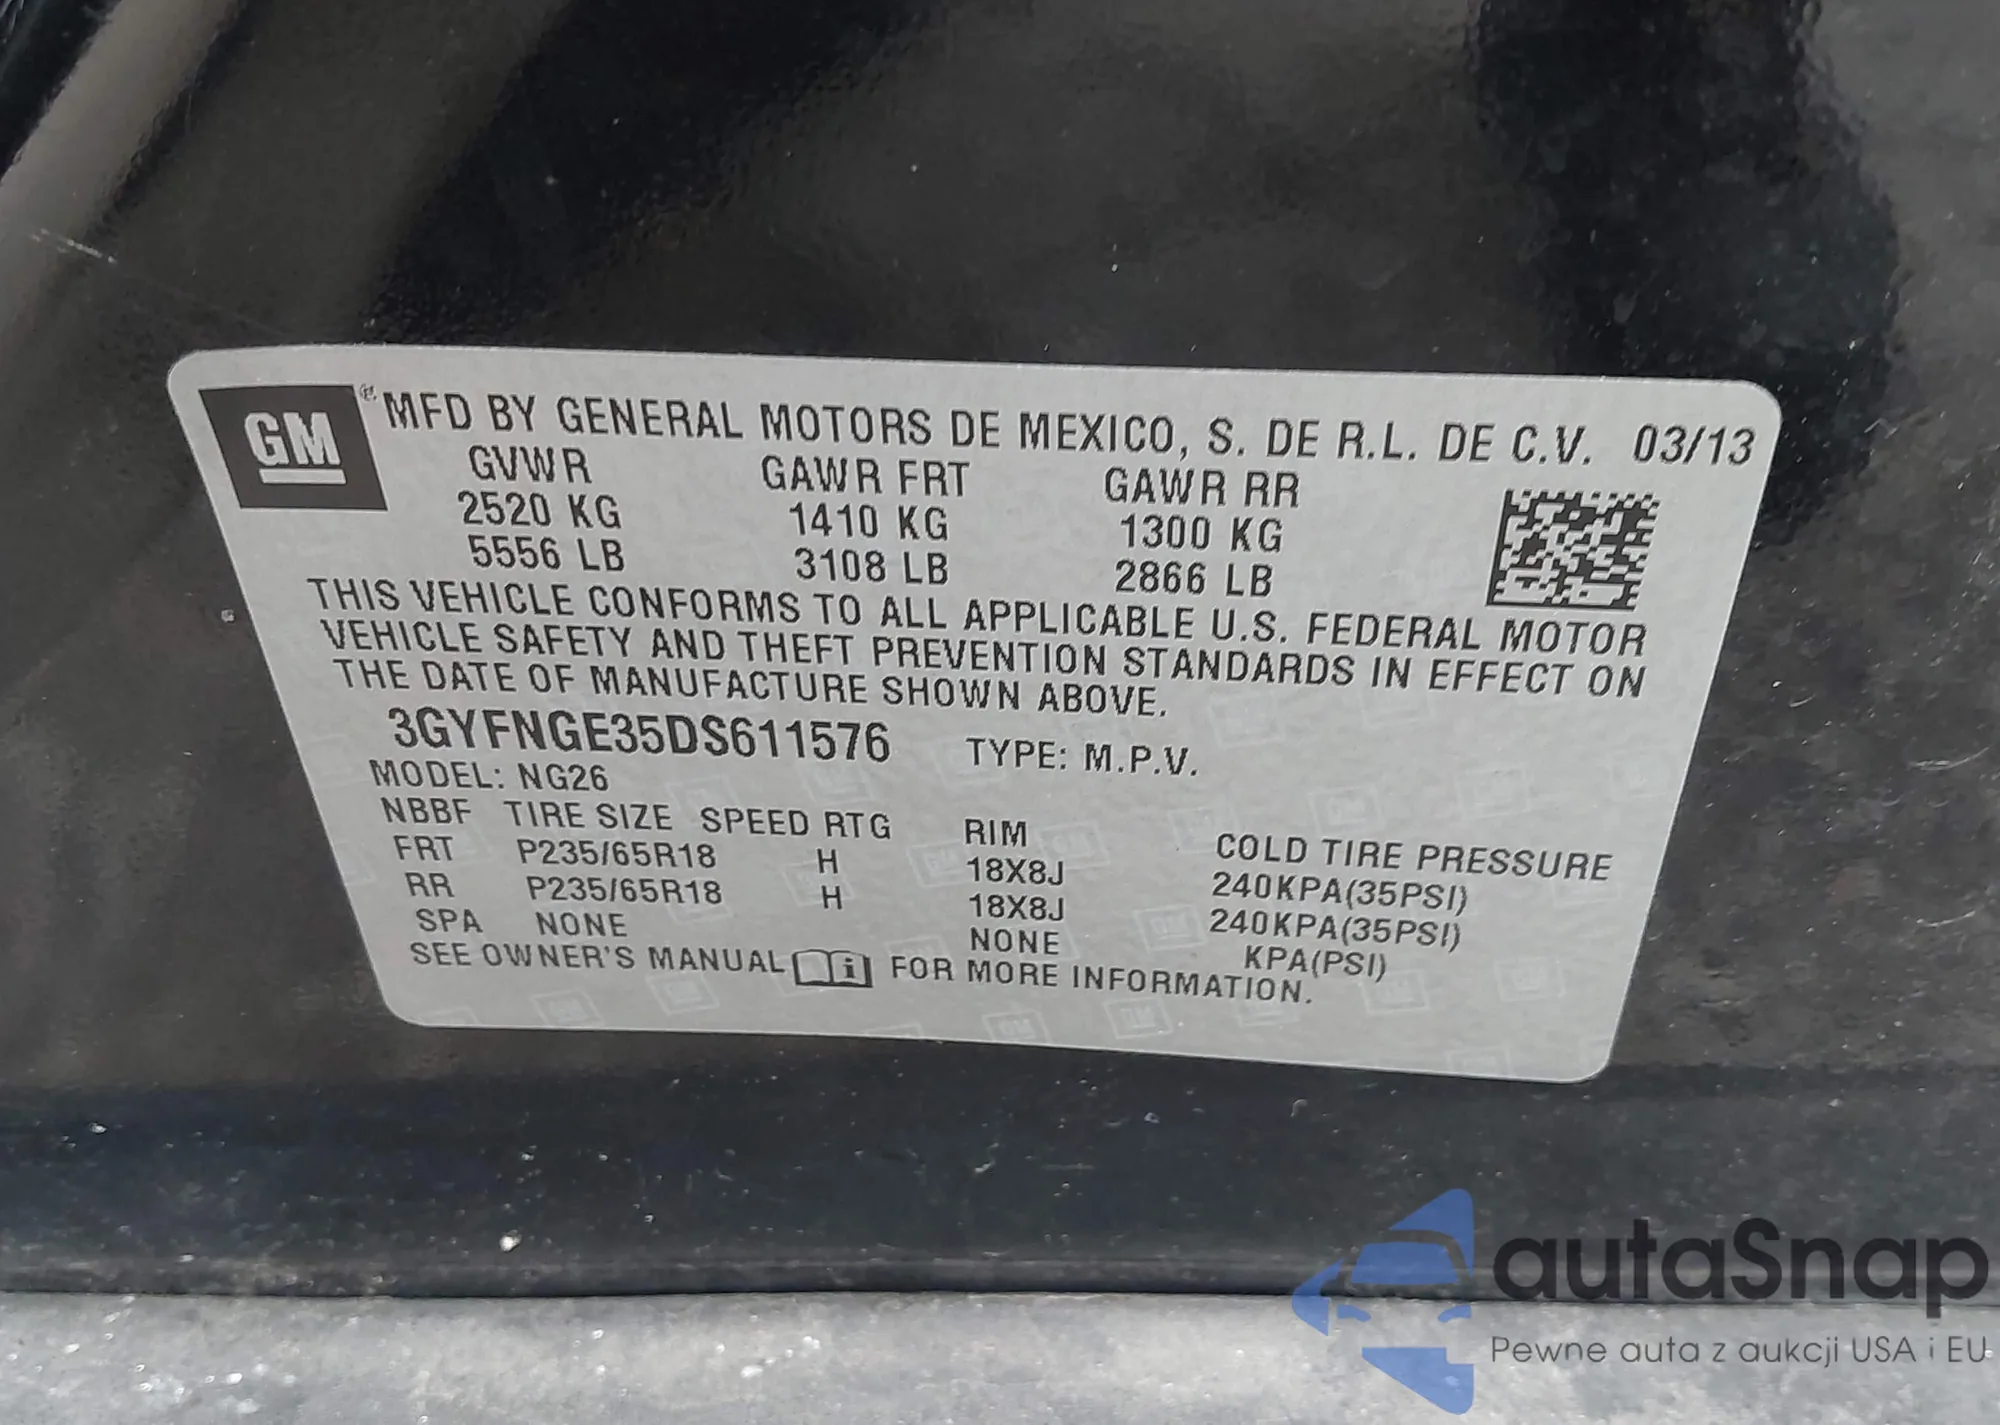 GM ® MFD BY GENERAL MOTORS DE MEXICO, S. DE R.L. DE C.V. 03/13
GVWR GAWR FRT GAWR RR
2520 KG 1410 KG 1300 KG
5556 LB 3108 LB 2866 LB
THIS VEHICLE CONFORMS TO ALL APPLICABLE U.S. FEDERAL MOTOR
VEHICLE SAFETY AND THEFT PREVENTION STANDARDS IN EFFECT ON
THE DATE OF MANUFACTURE SHOWN ABOVE.
3GYFNGE35DS611576 TYPE: M.P.V.
MODEL: NG26
NBBF TIRE SIZE SPEED RTG RIM COLD TIRE PRESSURE
FRT P235/65R18 H 18X8J 240KPA(35PSI)
RR P235/65R18 H 18X8J 240KPA(35PSI)
SPA NONE NONE KPA(PSI)
SEE OWNER'S MANUAL i FOR MORE INFORMATION.
autaSnap
Pewne auta z aukcji USA i EU